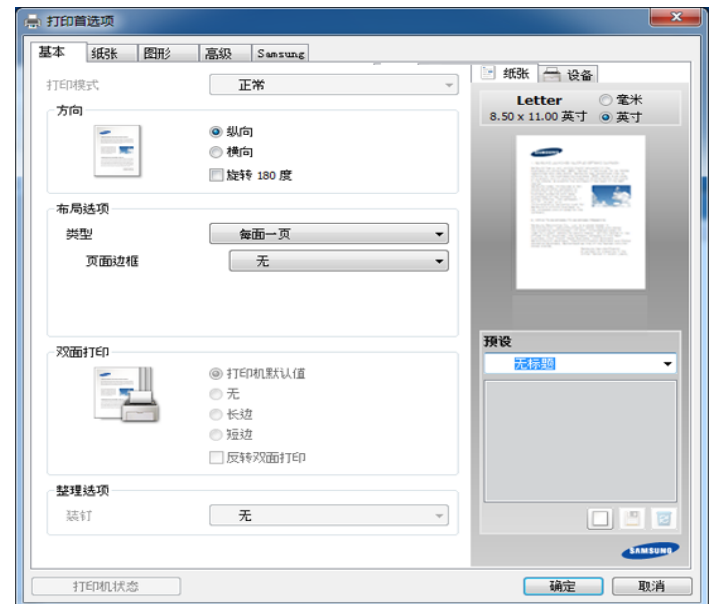 打印首选项
基本 纸张 图形 高级 Samsung
打印模式 正常
方向
纵向
横向
旋转 180 度
布局选项
类型 每面一页
页面边框 无
双面打印
打印机默认值
无
长边
短边
反转双面打印
整理选项
装订 无
纸张 设备
Letter 毫米
8.50 x 11.00 英寸 英寸
SAMSUNG
预设
无标题
SAMSUNG
打印机状态 确定 取消